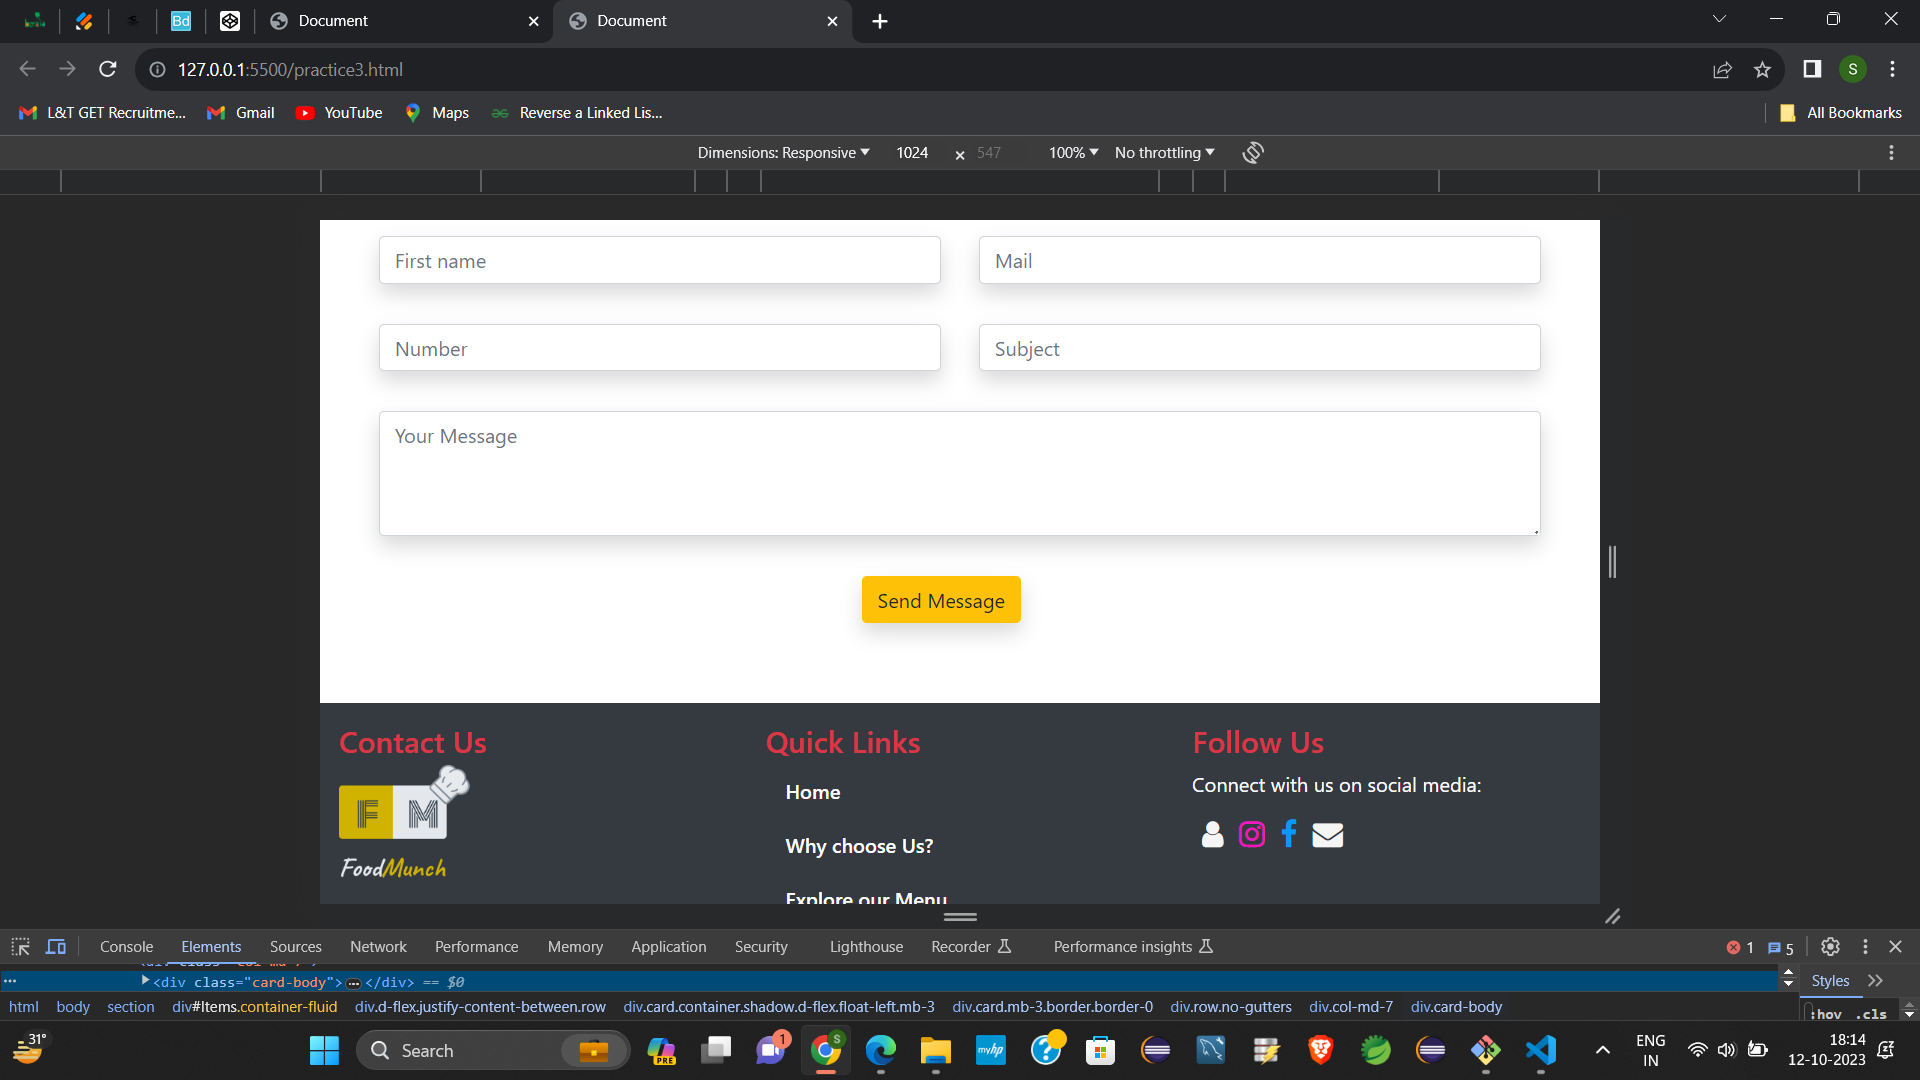 Bd
Document
Document
127.0.0.1:5500/practice3.html
S
L&T GET Recruitme...
Gmail
YouTube
Maps
Reverse a Linked Lis...
All Bookmarks
Dimensions: Responsive
1024
×
547
100%
No throttling
First name
Mail
Number
Subject
Your Message
Send Message
Contact Us
Quick Links
Follow Us
F M
FoodMunch
Home
Why choose Us?
Explore our Menu
Connect with us on social media:
Console
Elements
Sources
Network
Performance
Memory
Application
Security
Lighthouse
Recorder
Performance insights
1
5
<div class="card-body"> … </div> == $0
Styles
html
body
section
div#Items.container-fluid
div.d-flex.justify-content-between.row
div.card.container.shadow.d-flex.float-left.mb-3
div.card.mb-3.border.border-0
div.row.no-gutters
div.col-md-7
div.card-body
:hov .cls
31°
Search
PRE
1
S
myhp
ENG
IN
18:14
12-10-2023